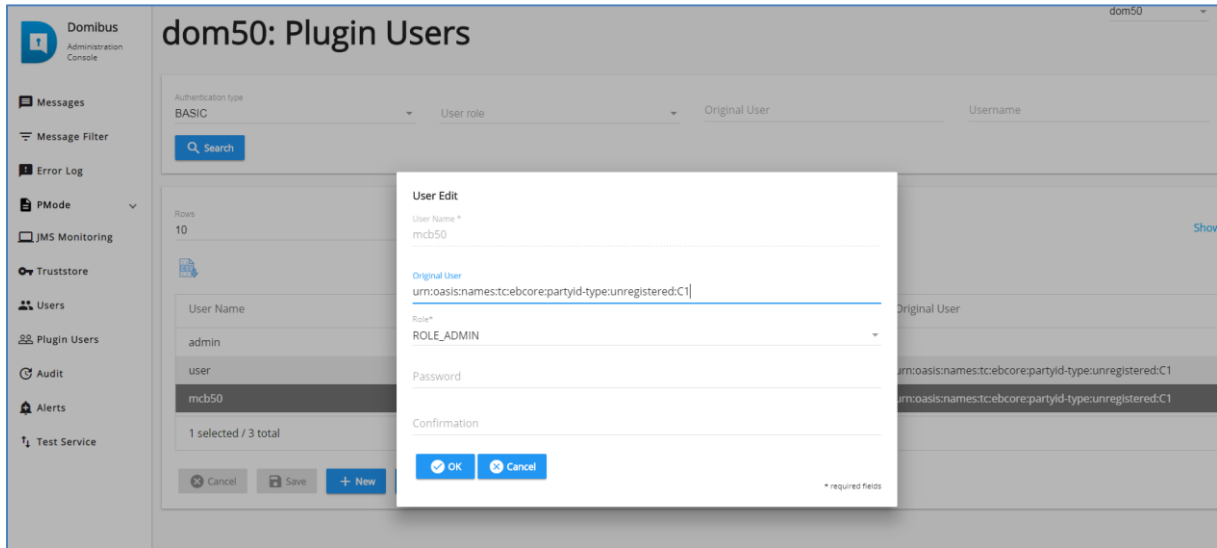 Domibus
Administration
Console
dom50: Plugin Users
dom50
Messages
Message Filter
Error Log
PMode
JMS Monitoring
Truststore
Users
Plugin Users
Audit
Alerts
Test Service
Authentication type
BASIC
User role
Original User
Username
Search
Rows
10
Show
User Name
Original User
admin
user
urn:oasis:names:tc:ebcore:partyid-type:unregistered:C1
mcb50
urn:oasis:names:tc:ebcore:partyid-type:unregistered:C1
1 selected / 3 total
Cancel
Save
+ New
User Edit
User Name *
mcb50
Original User
urn:oasis:names:tc:ebcore:partyid-type:unregistered:C1
Role*
ROLE_ADMIN
Password
Confirmation
OK
Cancel
* required fields